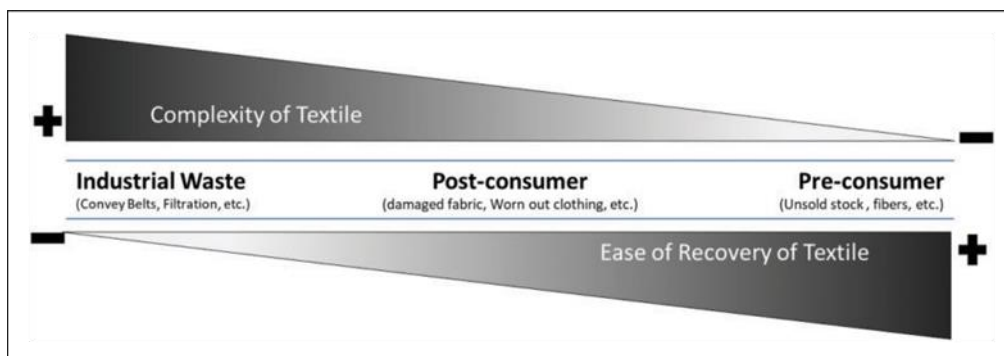 Complexity of Textile
+
-
Industrial Waste Post-consumer Pre-consumer
(Convey Belts, Filtration, etc.) (damaged fabric, Worn out clothing, etc.) (Unsold stock , fibers, etc.)
-
+
Ease of Recovery of Textile